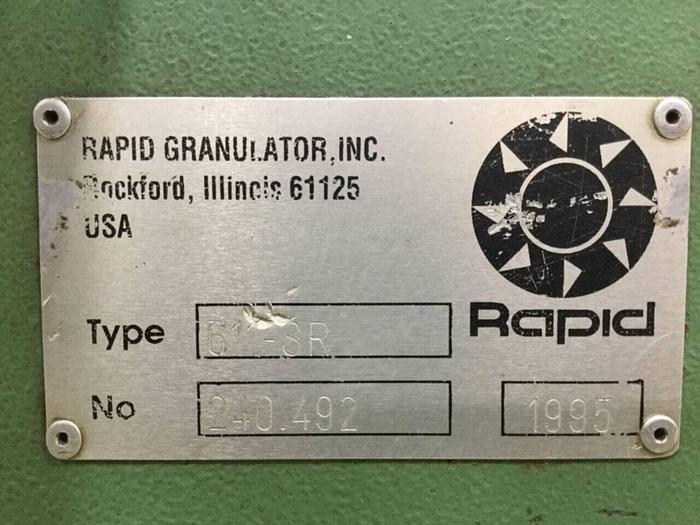 RAPID GRANULATOR, INC.
Rockford, Illinois 61125
USA
Rapid
Type
No 240.492 1995